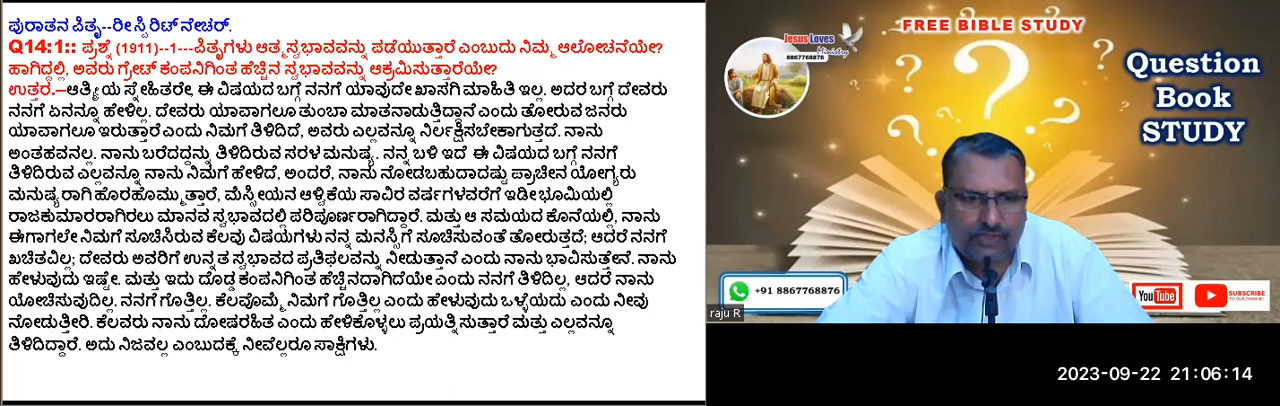 ಪುರಾತನ ಪಿತೃ--ರೀ ಸ್ಪಿರಿಟ್ ನೇಚರ್.
Q14:1:: ಪ್ರಶ್ನೆ (1911)--1---ಪಿತೃಗಳು ಆತ್ಮ ಸ್ವಭಾವವನ್ನು ಪಡೆಯುತ್ತಾರೆ ಎಂಬುದು ನಿಮ್ಮ ಆಲೋಚನೆಯೇ?
ಹಾಗಿದ್ದಲ್ಲಿ, ಅವರು ಗ್ರೇಟ್ ಕಂಪನಿಗಿಂತ ಹೆಚ್ಚಿನ ಸ್ವಭಾವವನ್ನು ಆಕ್ರಮಿಸುತ್ತಾರೆಯೇ?
ಉತ್ತರ.—ಆತ್ಮೀಯ ಸ್ನೇಹಿತರೇ, ಈ ವಿಷಯದ ಬಗ್ಗೆ ನನಗೆ ಯಾವುದೇ ಖಾಸಗಿ ಮಾಹಿತಿ ಇಲ್ಲ. ಅದರ ಬಗ್ಗೆ ದೇವರು
ನನಗೆ ಏನನ್ನೂ ಹೇಳಿಲ್ಲ. ದೇವರು ಯಾವಾಗಲೂ ತುಂಬಾ ಮಾತನಾಡುತ್ತಿದ್ದಾನೆ ಎಂದು ತೋರುವ ಜನರು
ಯಾವಾಗಲೂ ಇರುತ್ತಾರೆ ಎಂದು ನಿಮಗೆ ತಿಳಿದಿದೆ, ಅವರು ಎಲ್ಲವನ್ನೂ ನಿರ್ಲಕ್ಷಿಸಬೇಕಾಗುತ್ತದೆ. ನಾನು
ಅಂತಹವನಲ್ಲ. ನಾನು ಬರೆದದ್ದನ್ನು ತಿಳಿದಿರುವ ಸರಳ ಮನುಷ್ಯ. ನನ್ನ ಬಳಿ ಇದೆ ಈ ವಿಷಯದ ಬಗ್ಗೆ ನನಗೆ
ತಿಳಿದಿರುವ ಎಲ್ಲವನ್ನೂ ನಾನು ನಿಮಗೆ ಹೇಳಿದೆ, ಅಂದರೆ, ನಾನು ನೋಡಬಹುದಾದಷ್ಟು ಪ್ರಾಚೀನ ಯೋಗ್ಯರು
ಮನುಷ್ಯರಾಗಿ ಹೊರಹೊಮ್ಮುತ್ತಾರೆ, ಮೆಸ್ಸೀಯನ ಆಳ್ವಿಕೆಯ ಸಾವಿರ ವರ್ಷಗಳವರೆಗೆ ಇಡೀ ಭೂಮಿಯಲ್ಲಿ
ರಾಜಕುಮಾರರಾಗಿರಲು ಮಾನವ ಸ್ವಭಾವದಲ್ಲಿ ಪರಿಪೂರ್ಣರಾಗಿದ್ದಾರೆ. ಮತ್ತು ಆ ಸಮಯದ ಕೊನೆಯಲ್ಲಿ, ನಾನು
ಈಗಾಗಲೇ ನಿಮಗೆ ಸೂಚಿಸಿರುವ ಕೆಲವು ವಿಷಯಗಳು ನನ್ನ ಮನಸ್ಸಿಗೆ ಸೂಚಿಸುವಂತೆ ತೋರುತ್ತದೆ; ಆದರೆ ನನಗೆ
ಖಚಿತವಿಲ್ಲ; ದೇವರು ಅವರಿಗೆ ಉನ್ನತ ಸ್ವಭಾವದ ಪ್ರತಿಫಲವನ್ನು ನೀಡುತ್ತಾನೆ ಎಂದು ನಾನು ಭಾವಿಸುತ್ತೇನೆ. ನಾನು
ಹೇಳುವುದು ಇಷ್ಟೇ. ಮತ್ತು ಇದು ದೊಡ್ಡ ಕಂಪನಿಗಿಂತ ಹೆಚ್ಚಿನದಾಗಿದೆಯೇ ಎಂದು ನನಗೆ ತಿಳಿದಿಲ್ಲ, ಆದರೆ ನಾನು
ಯೋಚಿಸುವುದಿಲ್ಲ. ನನಗೆ ಗೊತ್ತಿಲ್ಲ. ಕೆಲವೊಮ್ಮೆ ನಿಮಗೆ ಗೊತ್ತಿಲ್ಲ ಎಂದು ಹೇಳುವುದು ಒಳ್ಳೆಯದು ಎಂದು ನೀವು
ನೋಡುತ್ತೀರಿ. ಕೆಲವರು ನಾನು ದೋಷರಹಿತ ಎಂದು ಹೇಳಿಕೊಳ್ಳಲು ಪ್ರಯತ್ನಿಸುತ್ತಾರೆ ಮತ್ತು ಎಲ್ಲವನ್ನೂ
ತಿಳಿದಿದ್ದಾರೆ. ಅದು ನಿಜವಲ್ಲ ಎಂಬುದಕ್ಕೆ ನೀವೆಲ್ಲರೂ ಸಾಕ್ಷಿಗಳು.
FREE BIBLE STUDY
Jesus Loves
Ministry
8867768876
Question
Book
STUDY
+91 8867768876
YouTube
SUBSCRIBE
TO OUR CHANNEL
raju R
2023-09-22 21:06:14